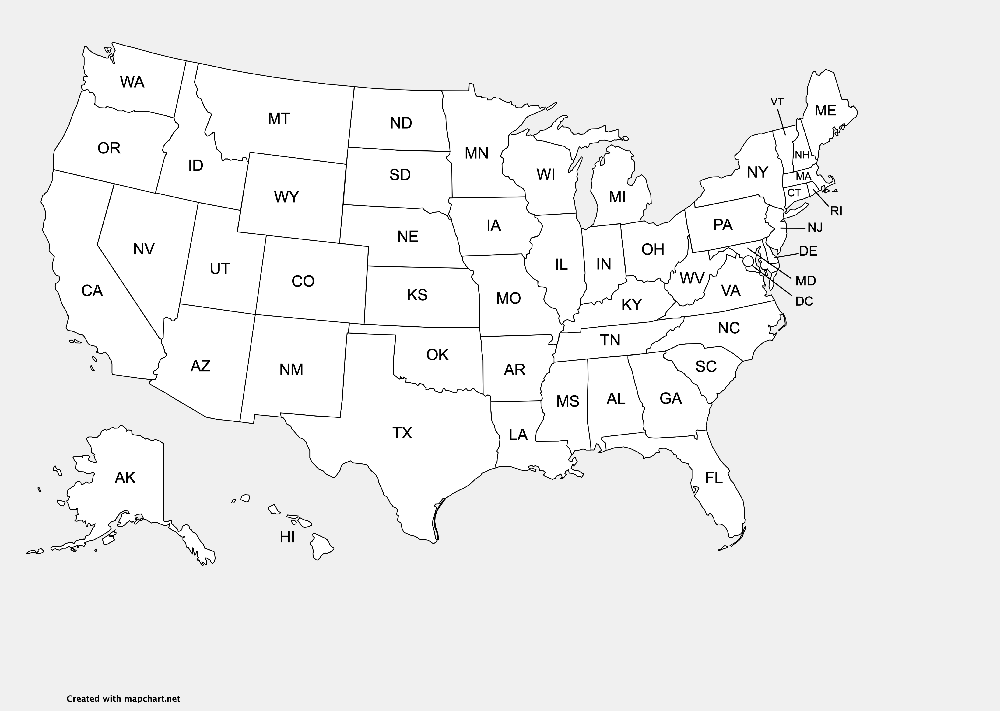 WA
MT
ND
MN
VT
ME
OR
ID
SD
WI
MI
NY
NH
MA
CT
RI
WY
NE
IA
PA
NJ
NV
UT
CO
IL
IN
OH
DE
WV
VA
MD
DC
CA
KS
MO
KY
NC
TN
AZ
NM
OK
AR
SC
MS
AL
GA
TX
LA
AK
FL
HI
Created with mapchart.net